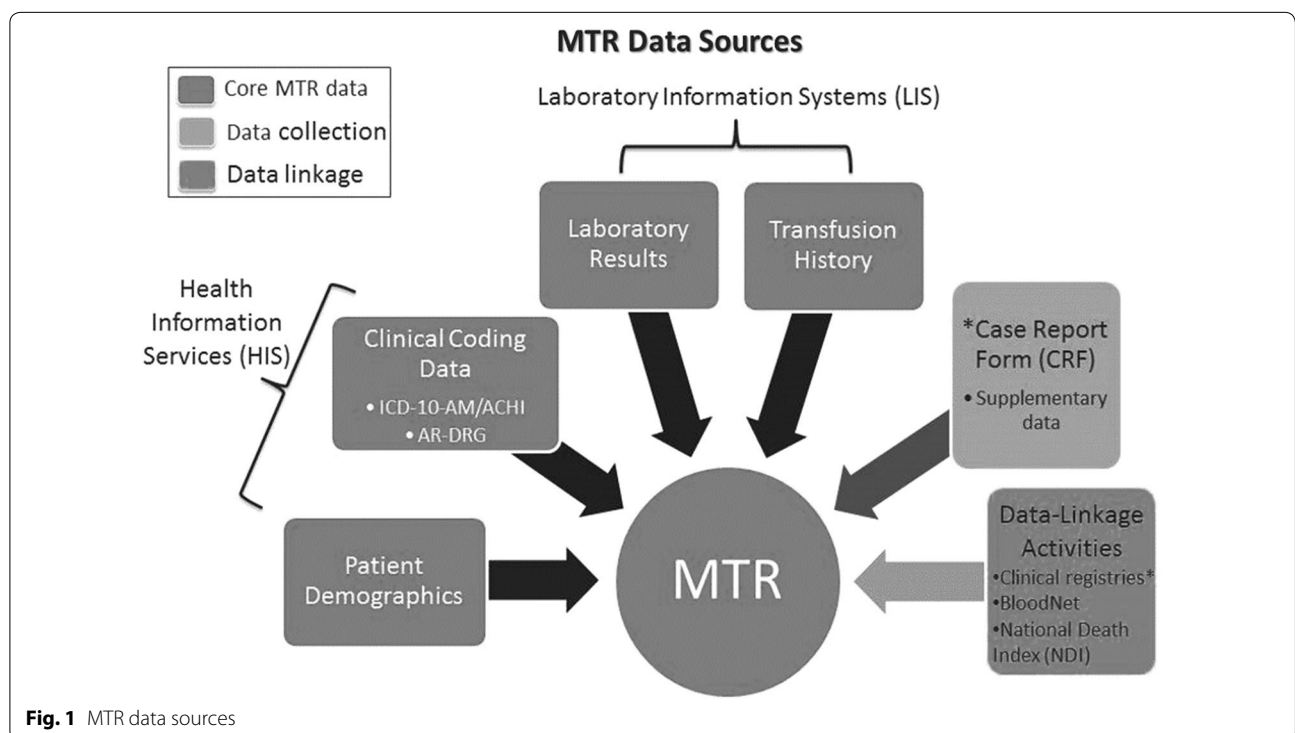 MTR Data Sources
Core MTR data
Data collection
Data linkage
Laboratory Information Systems (LIS)
Laboratory
Results
Transfusion
History
Health
Information
Services (HIS)
Clinical Coding
Data
• ICD-10-AM/ACHI
• AR-DRG
*Case Report
Form (CRF)
• Supplementary
data
Patient
Demographics
MTR
Data-Linkage
Activities
•Clinical registries*
•BloodNet
•National Death
Index (NDI)
Fig. 1 MTR data sources